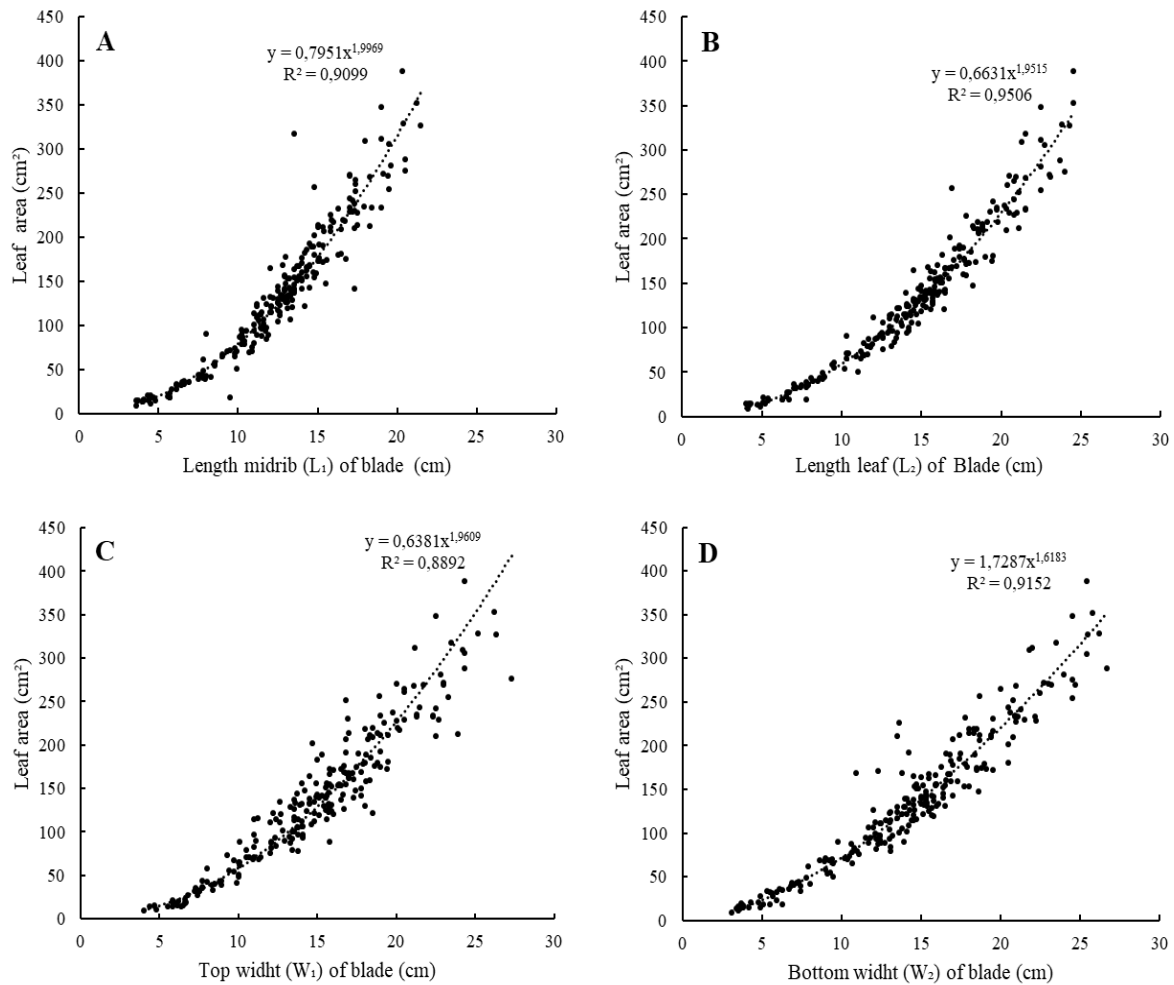 A
y = 0,7951x^1,9969
R² = 0,9099
Leaf area (cm²)
450
400
350
300
250
200
150
100
50
0
0 5 10 15 20 25 30
Length midrib (L₁) of blade (cm)
B
y = 0,6631x^1,9515
R² = 0,9506
Leaf area (cm²)
450
400
350
300
250
200
150
100
50
0
0 5 10 15 20 25 30
Length leaf (L₂) of Blade (cm)
C
y = 0,6381x^1,9609
R² = 0,8892
Leaf area (cm²)
450
400
350
300
250
200
150
100
50
0
0 5 10 15 20 25 30
Top widht (W₁) of blade (cm)
D
y = 1,7287x^1,6183
R² = 0,9152
Leaf area (cm²)
450
400
350
300
250
200
150
100
50
0
0 5 10 15 20 25 30
Bottom widht (W₂) of blade (cm)